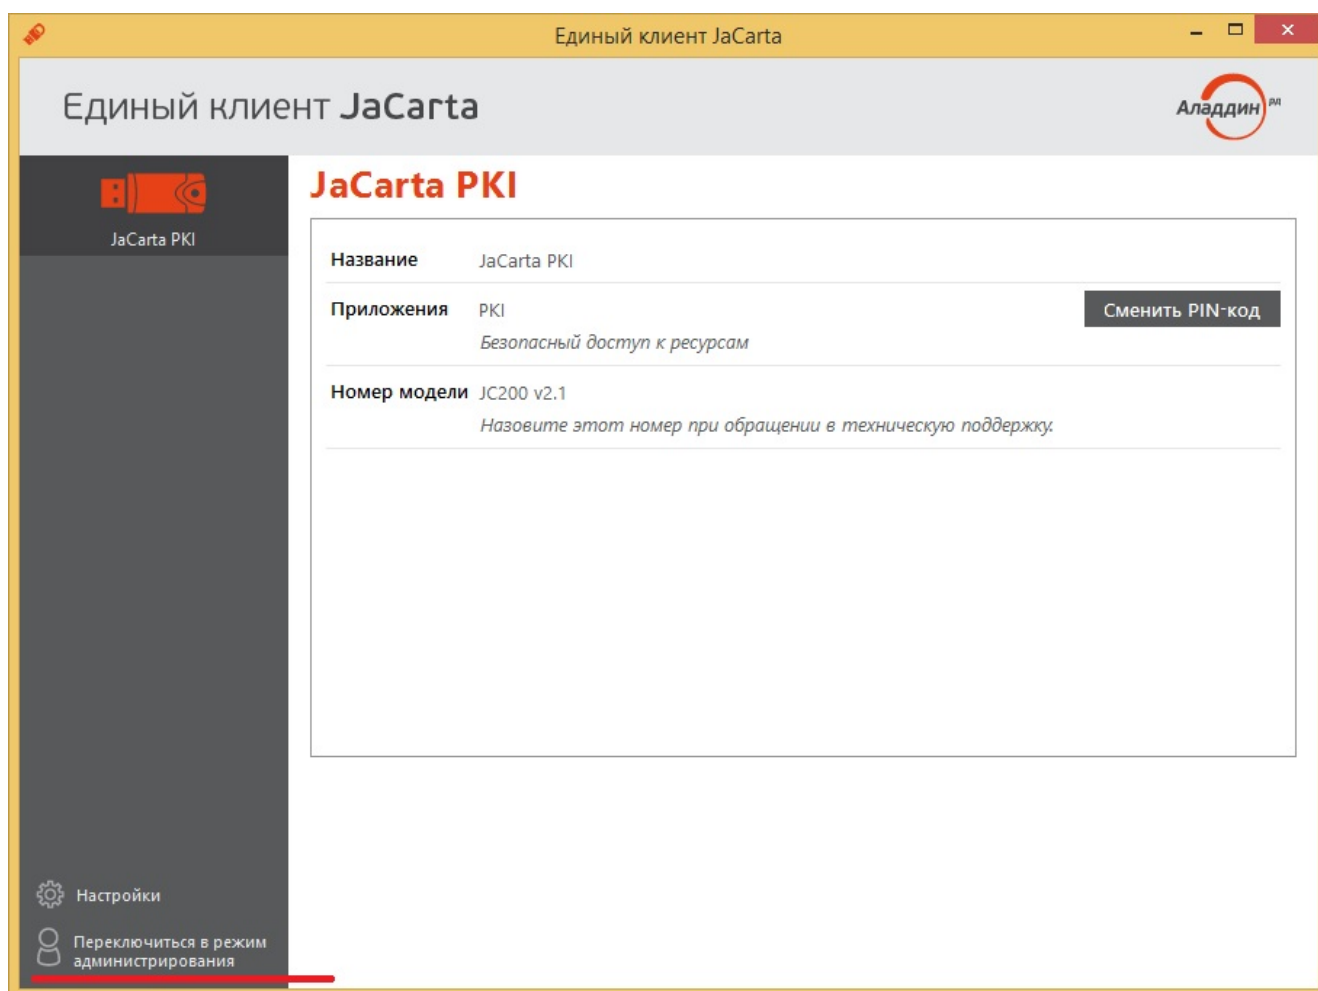 Единый клиент JaCarta
Единый клиент JaCarta
Аладдин РД
JaCarta PKI
JaCarta PKI
Название JaCarta PKI
Приложения PKI Сменить PIN-код
Безопасный доступ к ресурсам
Номер модели JC200 v2.1
Назовите этот номер при обращении в техническую поддержку.
Настройки
Переключиться в режим
администрирования